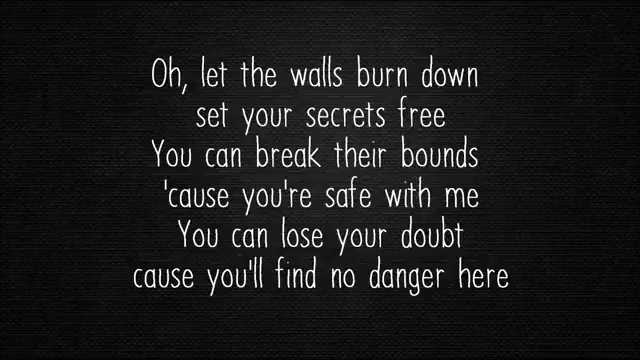 Oh, let the walls burn down
set your secrets free
You can break their bounds
'cause you're safe with me
You can lose your doubt
cause you'll find no danger here